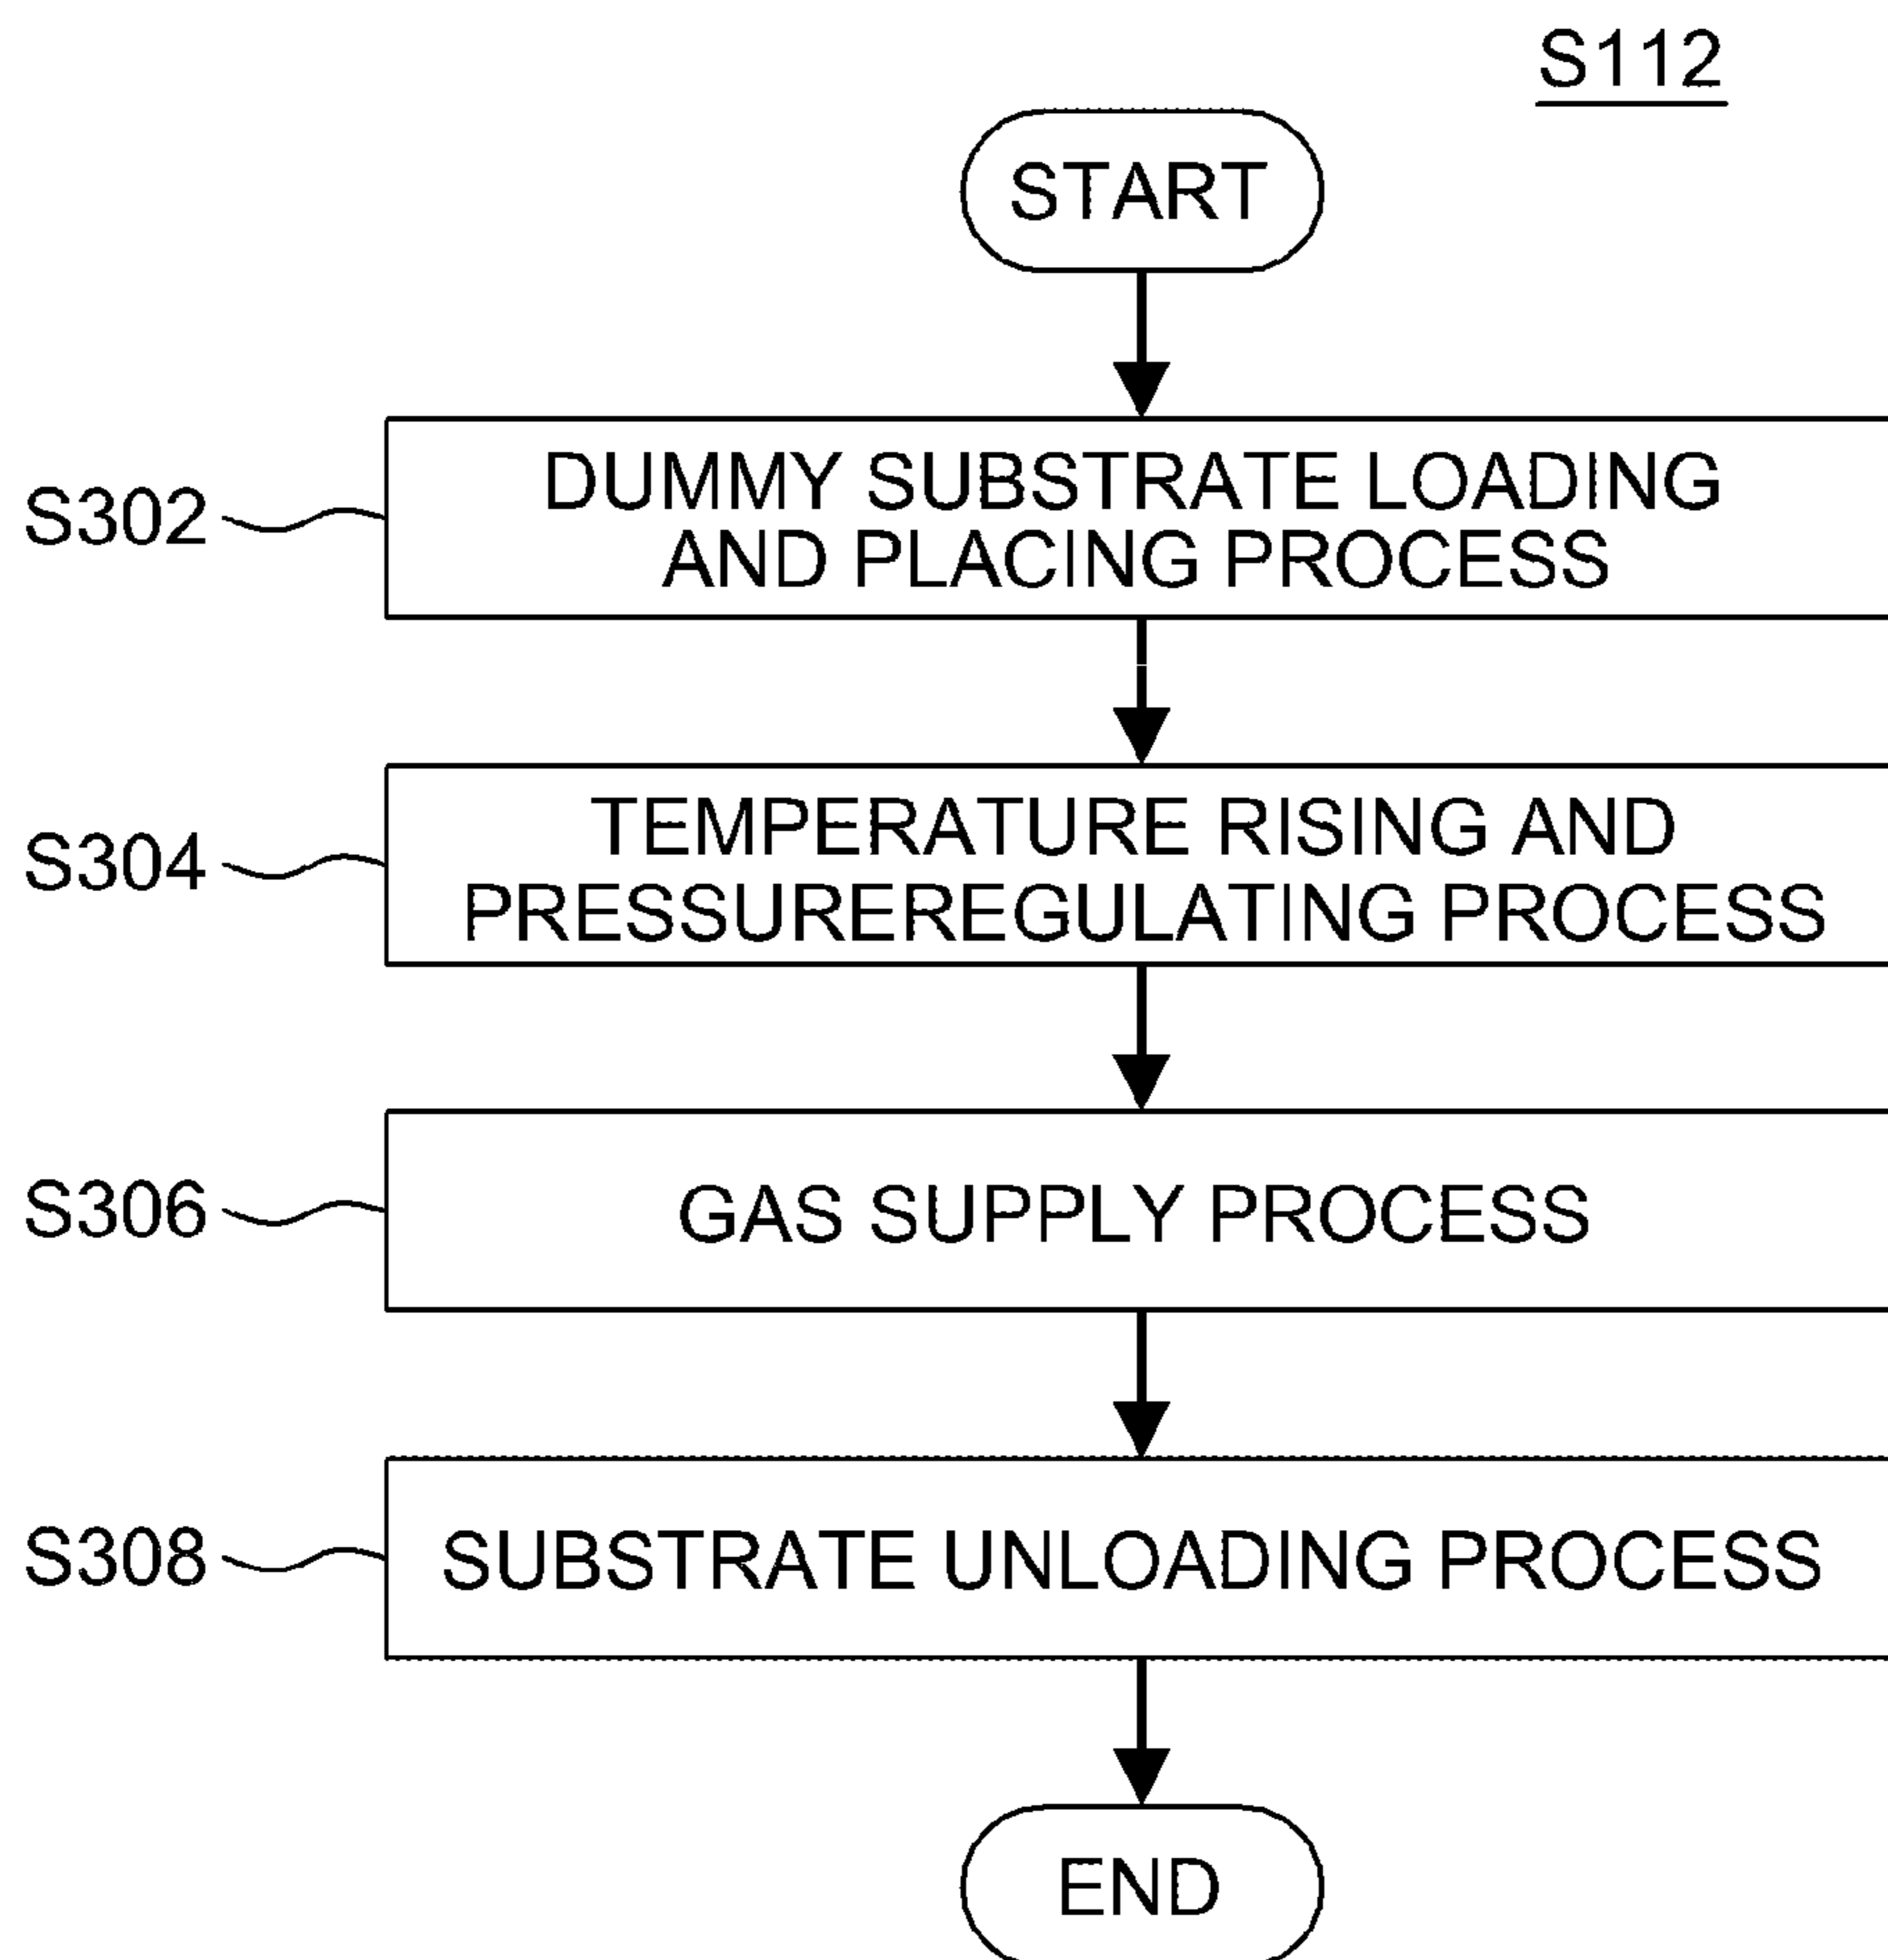 S112
START
S302
DUMMY SUBSTRATE LOADING
AND PLACING PROCESS
S304
TEMPERATURE RISING AND
PRESSUREREGULATING PROCESS
S306
GAS SUPPLY PROCESS
S308
SUBSTRATE UNLOADING PROCESS
END